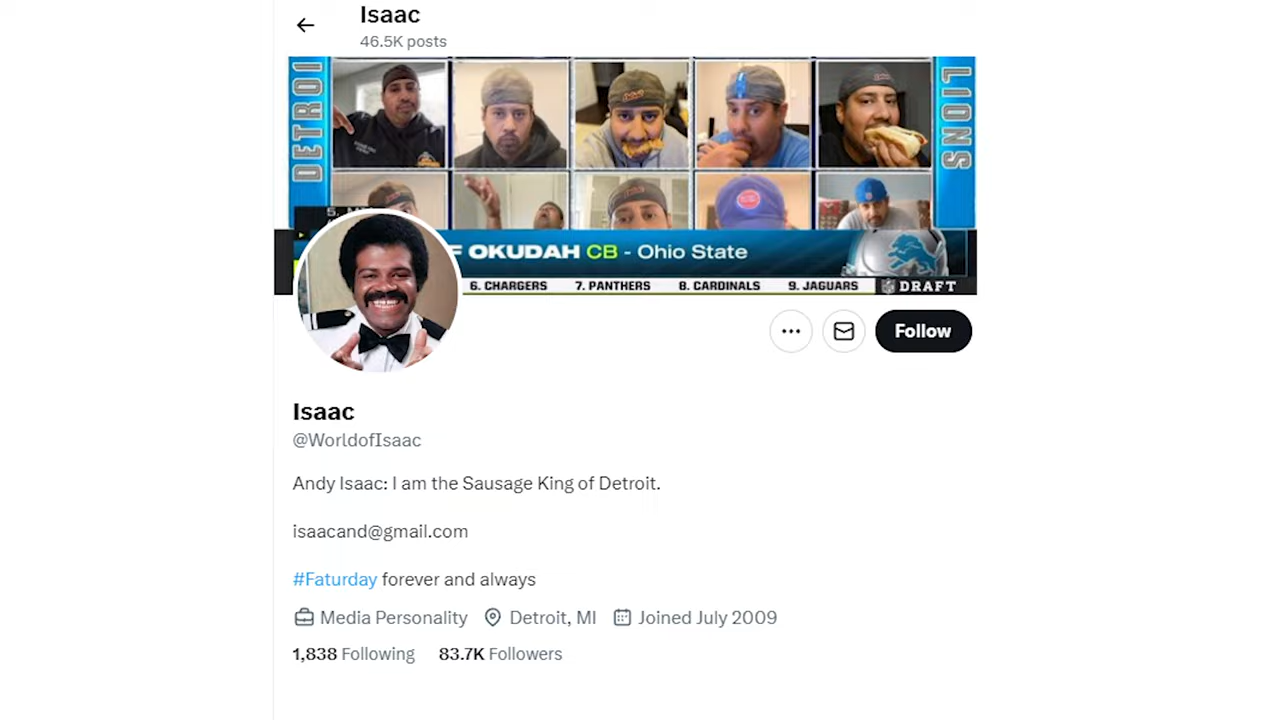 Isaac
46.5K posts
DETROI
LIONS
OKUDAH CB - Ohio State
6. CHARGERS 7. PANTHERS 8. CARDINALS 9. JAGUARS NFL DRAFT
Follow
Isaac
@WorldofIsaac
Andy Isaac: I am the Sausage King of Detroit.
isaacand@gmail.com
#Faturday forever and always
Media Personality Detroit, MI Joined July 2009
1,838 Following 83.7K Followers